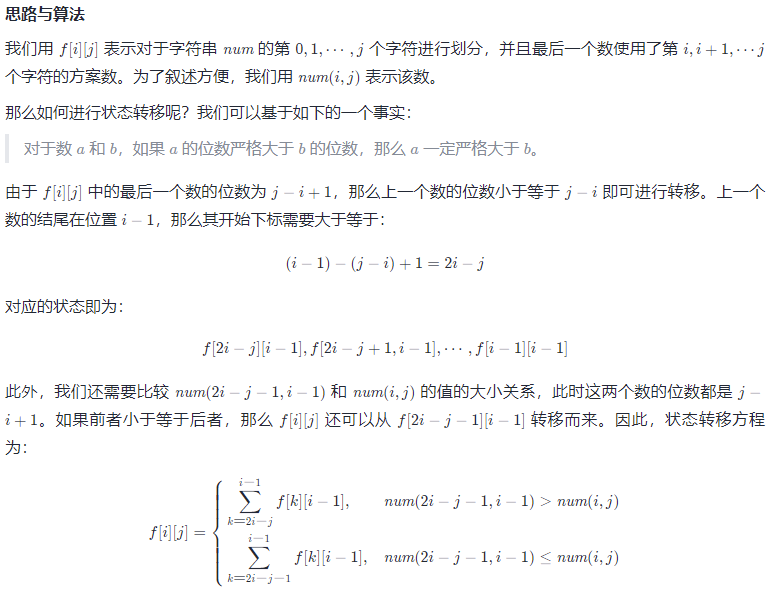 思路与算法
我们用 f[i][j] 表示对于字符串 num 的第 0,1,⋯,j 个字符进行划分，并且最后一个数使用了第 i,i+1,⋯j
个字符的方案数。为了叙述方便，我们用 num(i,j) 表示该数。
那么如何进行状态转移呢？我们可以基于如下的一个事实：
对于数 a 和 b，如果 a 的位数严格大于 b 的位数，那么 a 一定严格大于 b。
由于 f[i][j] 中的最后一个数的位数为 j−i+1，那么上一个数的位数小于等于 j−i 即可进行转移。上一个
数的结尾在位置 i−1，那么其开始下标需要大于等于：
(i−1)−(j−i)+1=2i−j
对应的状态即为：
f[2i−j][i−1],f[2i−j+1,i−1],⋯,f[i−1][i−1]
此外，我们还需要比较 num(2i−j−1,i−1) 和 num(i,j) 的值的大小关系，此时这两个数的位数都是 j−
i+1。如果前者小于等于后者，那么 f[i][j] 还可以从 f[2i−j−1][i−1] 转移而来。因此，状态转移方程
为：
f[i][j] = { ∑_{k=2i−j}^{i−1} f[k][i−1], num(2i−j−1,i−1) > num(i,j)
∑_{k=2i−j−1}^{i−1} f[k][i−1], num(2i−j−1,i−1) ≤ num(i,j)